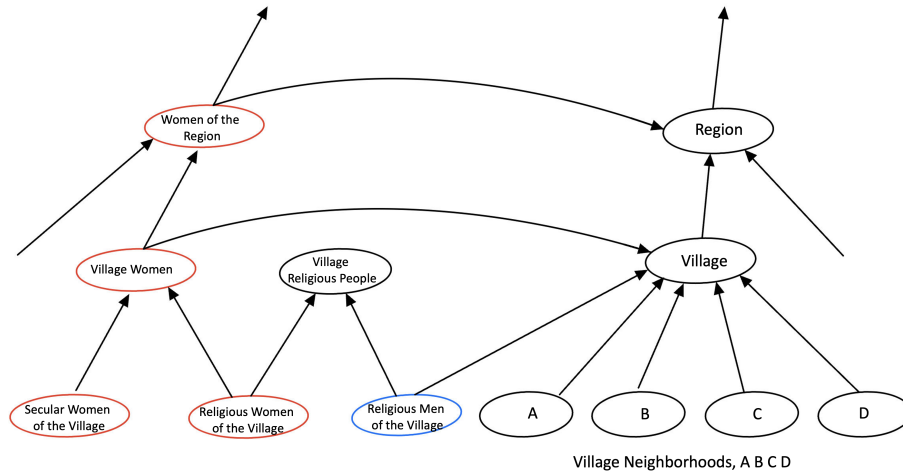 Women of the
Region
Region
Village Women
Village
Religious People
Village
Secular Women
of the Village
Religious Women
of the Village
Religious Men
of the Village
A
B
C
D
Village Neighborhoods, A B C D